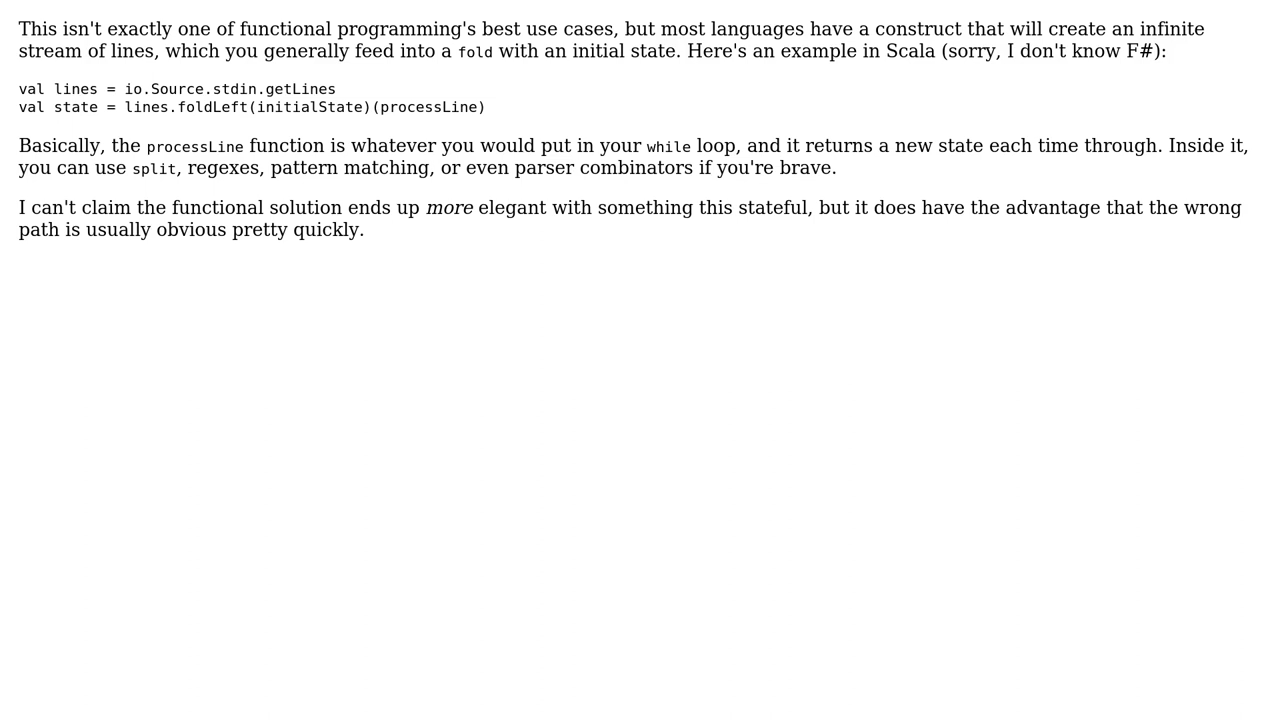 This isn't exactly one of functional programming's best use cases, but most languages have a construct that will create an infinite
stream of lines, which you generally feed into a fold with an initial state. Here's an example in Scala (sorry, I don't know F#):
val lines = io.Source.stdin.getLines
val state = lines.foldLeft(initialState)(processLine)
Basically, the processLine function is whatever you would put in your while loop, and it returns a new state each time through. Inside it,
you can use split, regexes, pattern matching, or even parser combinators if you're brave.
I can't claim the functional solution ends up more elegant with something this stateful, but it does have the advantage that the wrong
path is usually obvious pretty quickly.